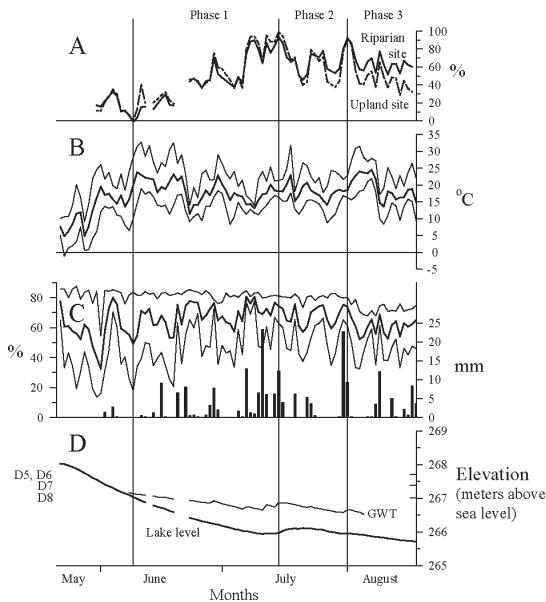 Phase 1 Phase 2 Phase 3
A
Riparian site
Upland site
%
100
80
60
40
20
0
B
35
30
25
20
15
10
5
0
-5
°C
C
80
60
40
20
0
%
25
20
15
10
5
0
mm
D
D5, D6
D7
D8
Lake level
GWT
269
268
267
266
265
Elevation
(meters above
sea level)
May June July August
Months